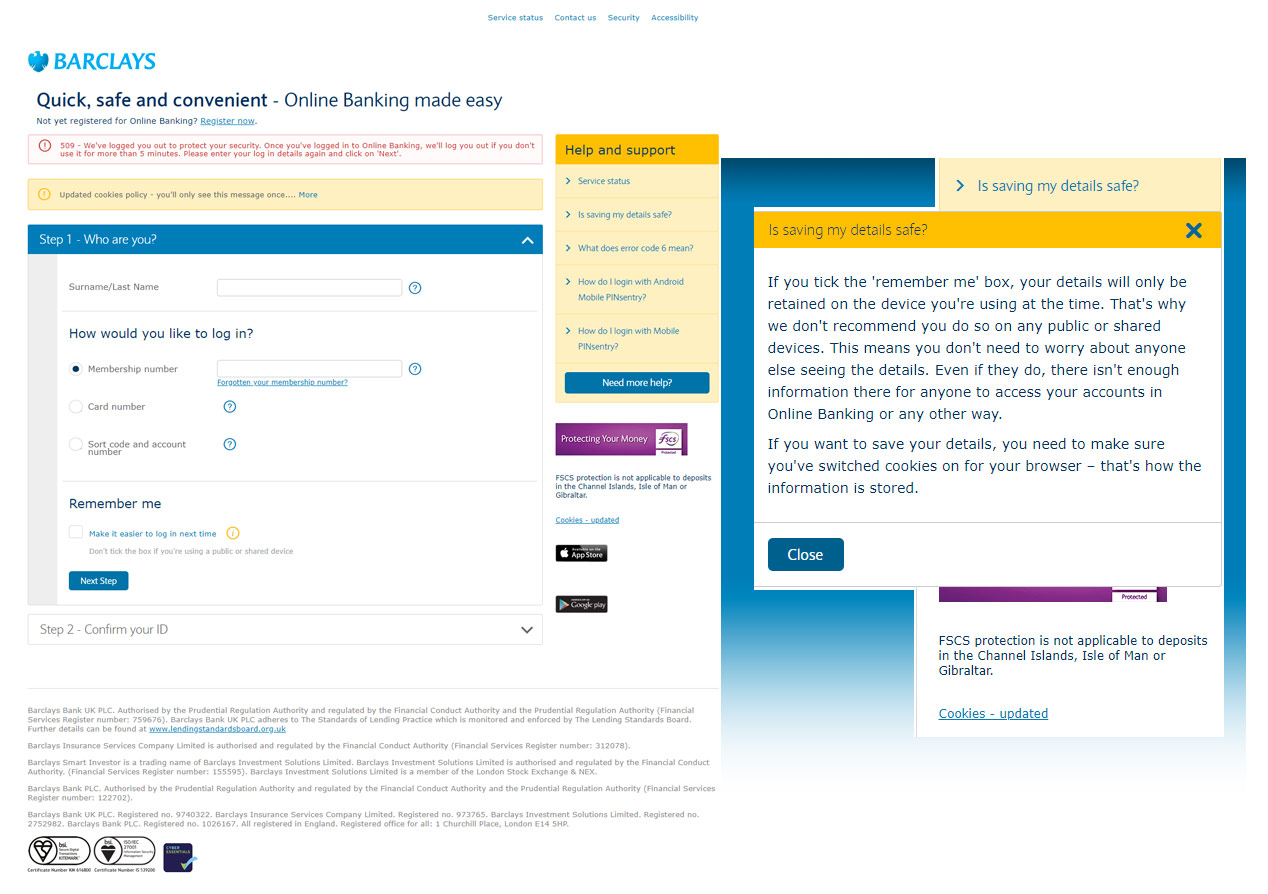 Service status Contact us Security Accessibility
BARCLAYS
Quick, safe and convenient - Online Banking made easy
Not yet registered for Online Banking? Register now.
509 - We've logged you out to protect your security. Once you've logged in to Online Banking, we'll log you out if you don't
use it for more than 5 minutes. Please enter your log in details again and click on 'Next'.
Updated cookies policy - you'll only see this message once.... More
Step 1 - Who are you?
Surname/Last Name
How would you like to log in?
Membership number
Forgotten your membership number?
Card number
Sort code and account
number
Remember me
Make it easier to log in next time
Don't tick the box if you're using a public or shared device
Next Step
Step 2 - Confirm your ID
Help and support
Service status
Is saving my details safe?
What does error code 6 mean?
How do I login with Android
Mobile PINsentry?
How do I login with Mobile
PINsentry?
Need more help?
Protecting Your Money
FSCS
Protected
FSCS protection is not applicable to deposits
in the Channel Islands, Isle of Man or
Gibraltar.
Cookies - updated
Available on the
App Store
Google play
Is saving my details safe?
Is saving my details safe?
If you tick the 'remember me' box, your details will only be
retained on the device you're using at the time. That's why
we don't recommend you do so on any public or shared
devices. This means you don't need to worry about anyone
else seeing the details. Even if they do, there isn't enough
information there for anyone to access your accounts in
Online Banking or any other way.
If you want to save your details, you need to make sure
you've switched cookies on for your browser – that's how the
information is stored.
Close
Protected
FSCS protection is not applicable to deposits
in the Channel Islands, Isle of Man or
Gibraltar.
Cookies - updated
Barclays Bank UK PLC. Authorised by the Prudential Regulation Authority and regulated by the Financial Conduct Authority and the Prudential Regulation Authority (Financial
Services Register number: 759676). Barclays Bank UK PLC adheres to The Standards of Lending Practice which is monitored and enforced by The Lending Standards Board.
Further details can be found at www.lendingstandardsboard.org.uk
Barclays Insurance Services Company Limited is authorised and regulated by the Financial Conduct Authority (Financial Services Register number: 312078).
Barclays Smart Investor is a trading name of Barclays Investment Solutions Limited. Barclays Investment Solutions Limited is authorised and regulated by the Financial Conduct
Authority. (Financial Services Register number: 155595). Barclays Investment Solutions Limited is a member of the London Stock Exchange & NEX.
Barclays Bank PLC. Authorised by the Prudential Regulation Authority and regulated by the Financial Conduct Authority and the Prudential Regulation Authority (Financial Services
Register number: 122702).
Barclays Bank UK PLC. Registered no. 9740322. Barclays Insurance Services Company Limited. Registered no. 973765. Barclays Investment Solutions Limited. Registered no.
2752982. Barclays Bank PLC. Registered no. 1026167. All registered in England. Registered office for all: 1 Churchill Place, London E14 5HP.
bsi.
Secure Digital
Transactions
KITEMARK
Certificate Number KM 616800
bsi.
ISO/IEC
27001
Information Security
Management
Certificate Number IS 139200
CYBER
ESSENTIALS